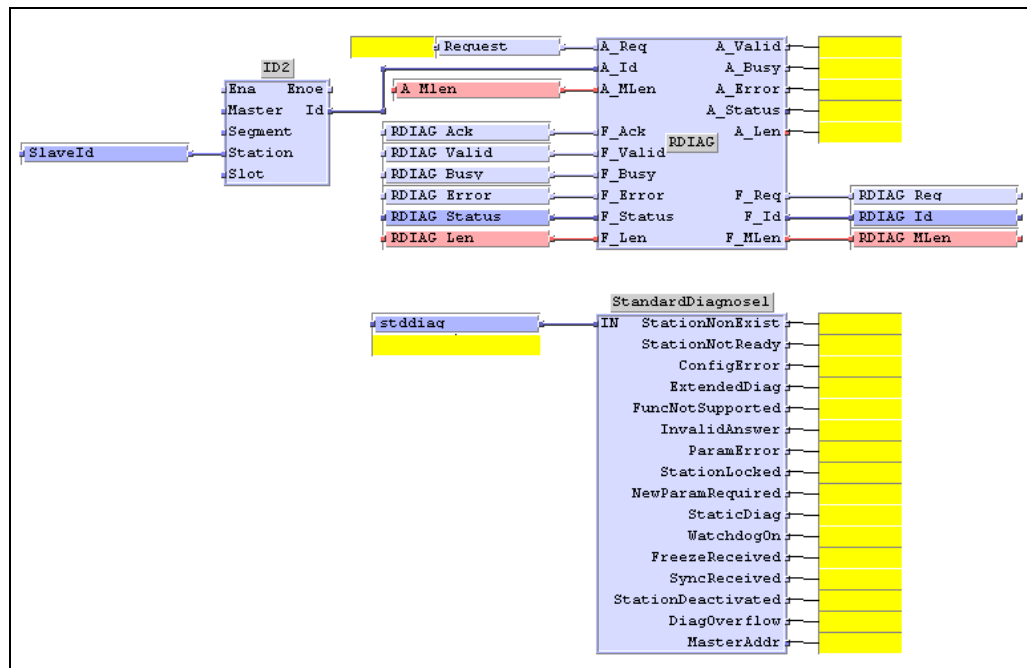 Request A_Req A_Valid
ID2 A_Id A_Busy
Ena Enoe A Mlen A_MLen A_Error
Master Id A_Status
Segment RDIAG Ack F_Ack RDIAG A_Len
SlaveId Station RDIAG Valid F_Valid
Slot RDIAG Busy F_Busy
RDIAG Error F_Error F_Req RDIAG Req
RDIAG Status F_Status F_Id RDIAG Id
RDIAG Len F_Len F_MLen RDIAG MLen
StandardDiagnose1
stddiag IN StationNonExist
StationNotReady
ConfigError
ExtendedDiag
FuncNotSupported
InvalidAnswer
ParamError
StationLocked
NewParamRequired
StaticDiag
WatchdogOn
FreezeReceived
SyncReceived
StationDeactivated
DiagOverflow
MasterAddr